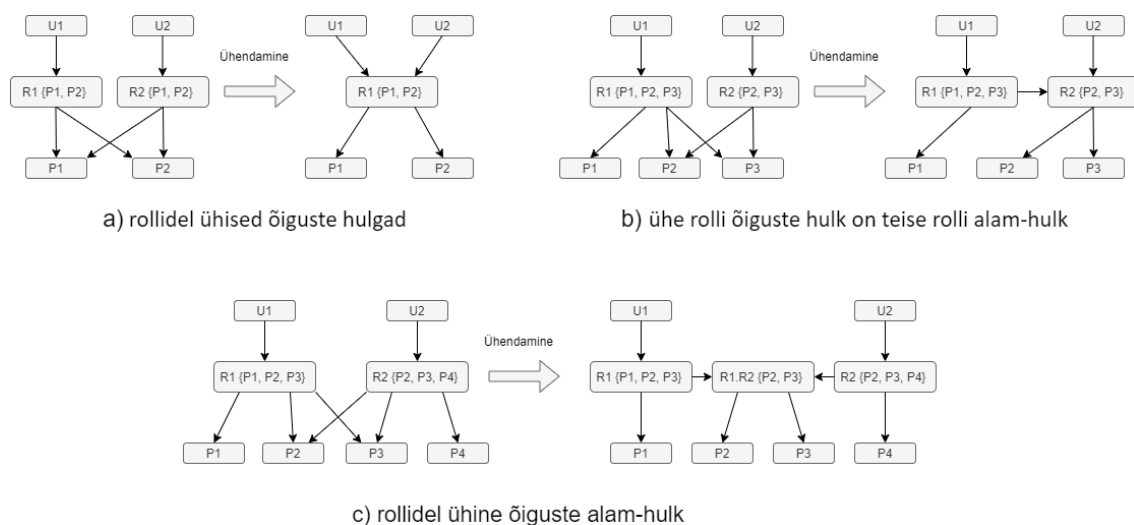 U1 U2 U1 U2
Ühendamine
R1 {P1, P2} R2 {P1, P2} R1 {P1, P2}
P1 P2 P1 P2
a) rollidel ühised õiguste hulgad
U1 U2 U1 U2
Ühendamine
R1 {P1, P2, P3} R2 {P2, P3} R1 {P1, P2, P3} R2 {P2, P3}
P1 P2 P3 P1 P2 P3
b) ühe rolli õiguste hulk on teise rolli alam-hulk
U1 U2 U1 U2
Ühendamine
R1 {P1, P2, P3} R2 {P2, P3, P4} R1 {P1, P2, P3} R1.R2 {P2, P3} R2 {P2, P3, P4}
P1 P2 P3 P4 P1 P2 P3 P4
c) rollidel ühine õiguste alam-hulk